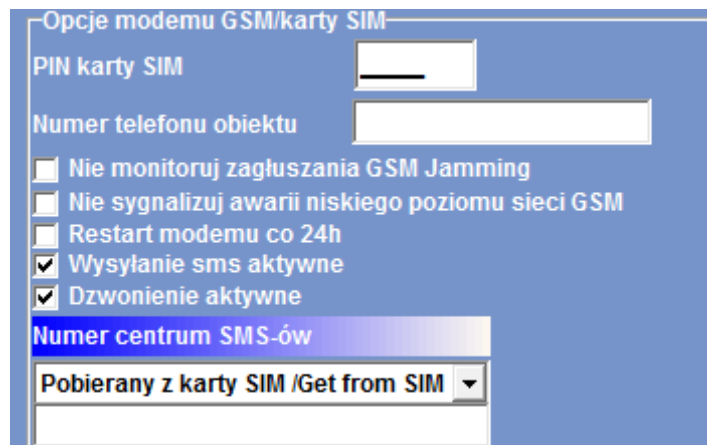 Opcje modemu GSM/karty SIM
PIN karty SIM
Numer telefonu obiektu
Nie monitoruj zagłuszania GSM Jamming
Nie sygnalizuj awarii niskiego poziomu sieci GSM
Restart modemu co 24h
Wysyłanie sms aktywne
Dzwonienie aktywne
Numer centrum SMS-ów
Pobierany z karty SIM /Get from SIM